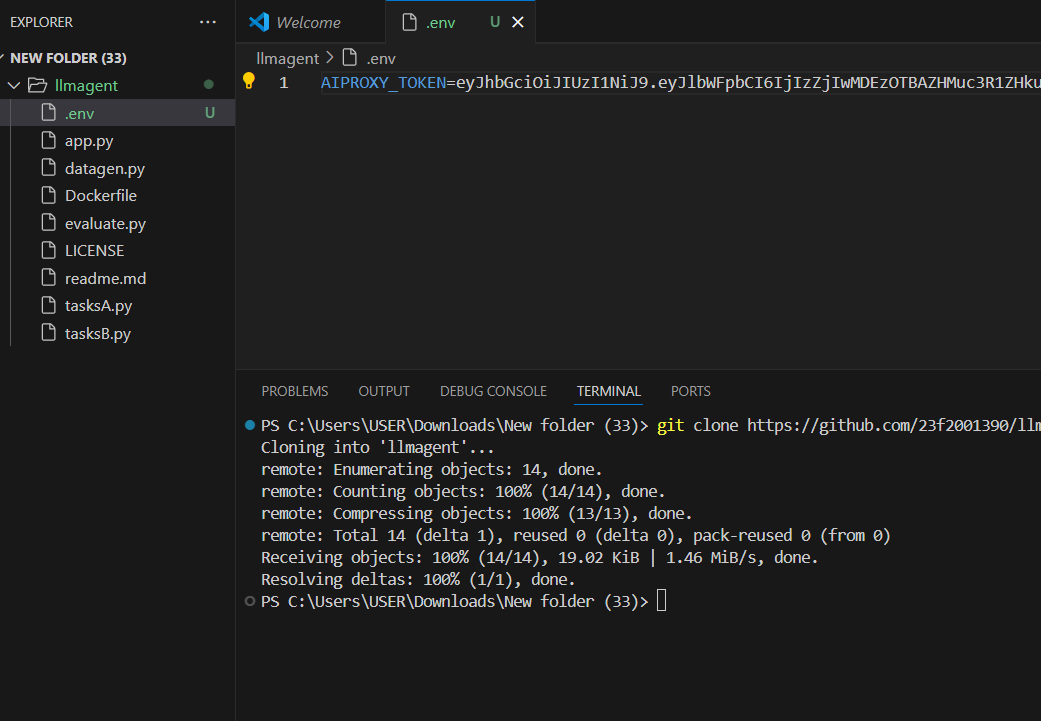 EXPLORER ...
NEW FOLDER (33)
llmagent
.env U
app.py
datagen.py
Dockerfile
evaluate.py
LICENSE
readme.md
tasksA.py
tasksB.py
Welcome .env U
llmagent > .env
1 AIPROXY_TOKEN=eyJhbGciOiJIUzI1NiJ9.eyJlbWFpbCI6IjIzZjIwMDEzOTBAZHMuc3R1ZHku
PROBLEMS OUTPUT DEBUG CONSOLE TERMINAL PORTS
PS C:\Users\USER\Downloads\New folder (33)> git clone https://github.com/23f2001390/llm
Cloning into 'llmagent'...
remote: Enumerating objects: 14, done.
remote: Counting objects: 100% (14/14), done.
remote: Compressing objects: 100% (13/13), done.
remote: Total 14 (delta 1), reused 0 (delta 0), pack-reused 0 (from 0)
Receiving objects: 100% (14/14), 19.02 KiB | 1.46 MiB/s, done.
Resolving deltas: 100% (1/1), done.
PS C:\Users\USER\Downloads\New folder (33)>